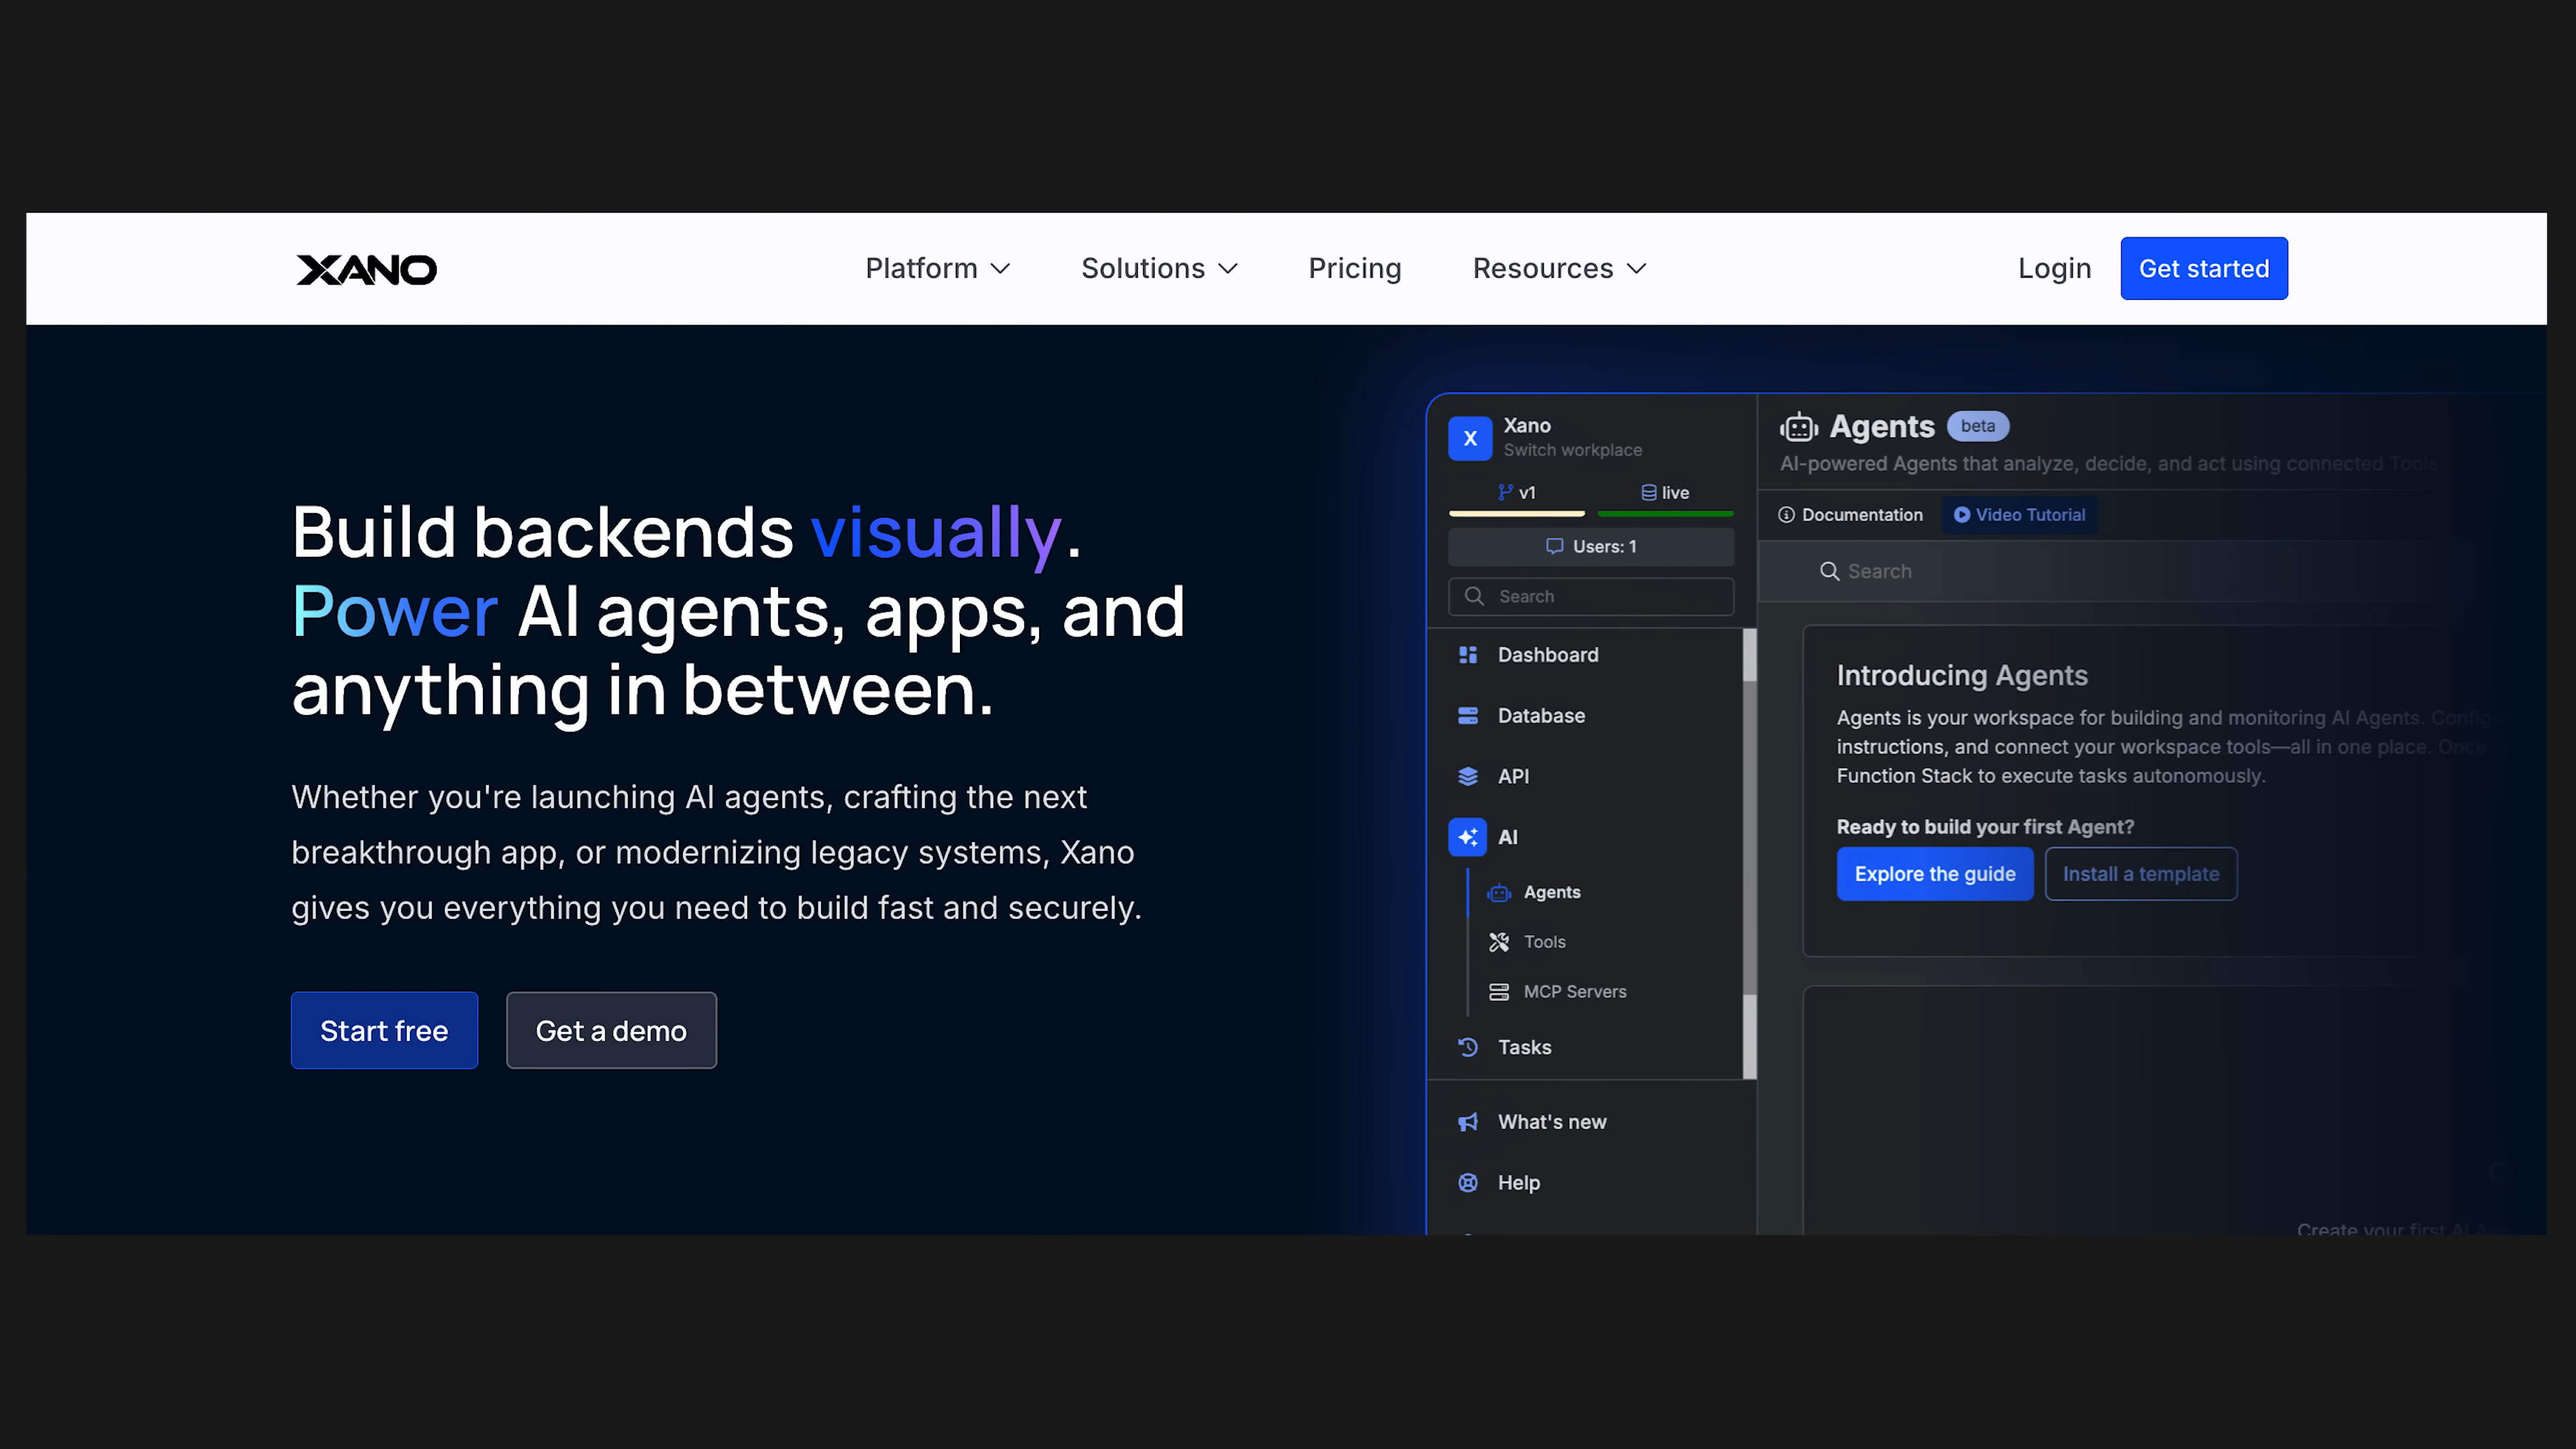 XANO
Platform
Solutions
Pricing
Resources
Login
Get started
Build backends visually.
Power AI agents, apps, and
anything in between.
Whether you're launching AI agents, crafting the next
breakthrough app, or modernizing legacy systems, Xano
gives you everything you need to build fast and securely.
Start free
Get a demo
X
Xano
Switch workplace
v1
live
Users: 1
Search
Dashboard
Database
API
AI
Agents
Tools
MCP Servers
Tasks
What's new
Help
Agents
beta
AI-powered Agents that analyze, decide, and act using connected Tools.
Documentation
Video Tutorial
Search
Introducing Agents
Agents is your workspace for building and monitoring AI Agents.
instructions, and connect your workspace tools—all in one place. Once
Function Stack to execute tasks autonomously.
Ready to build your first Agent?
Explore the guide
Install a template
Create your first AI